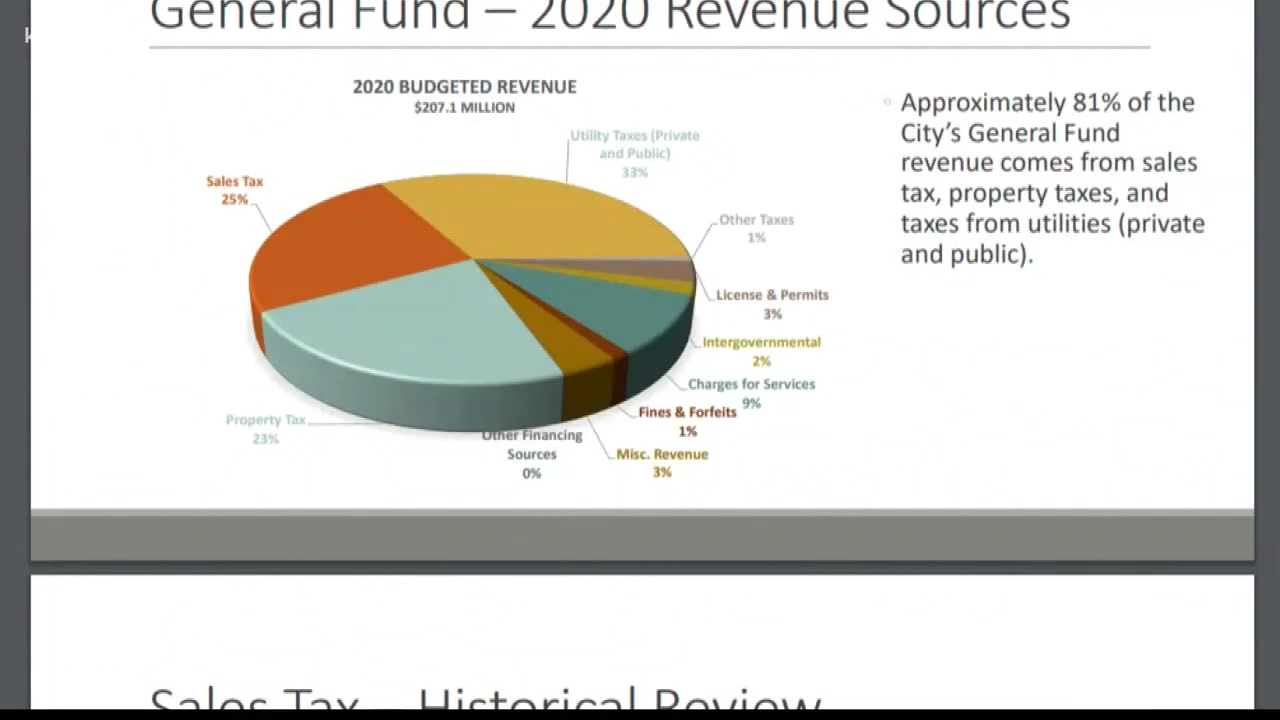 General Fund – 2020 Revenue Sources
2020 BUDGETED REVENUE
$207.1 MILLION
Utility Taxes (Private
and Public)
33%
Sales Tax
25%
Other Taxes
1%
License & Permits
3%
Intergovernmental
2%
Charges for Services
9%
Fines & Forfeits
1%
Misc. Revenue
3%
Other Financing
Sources
0%
Property Tax
23%
Approximately 81% of the
City's General Fund
revenue comes from sales
tax, property taxes, and
taxes from utilities (private
and public).
Sales Tax – Historical Review